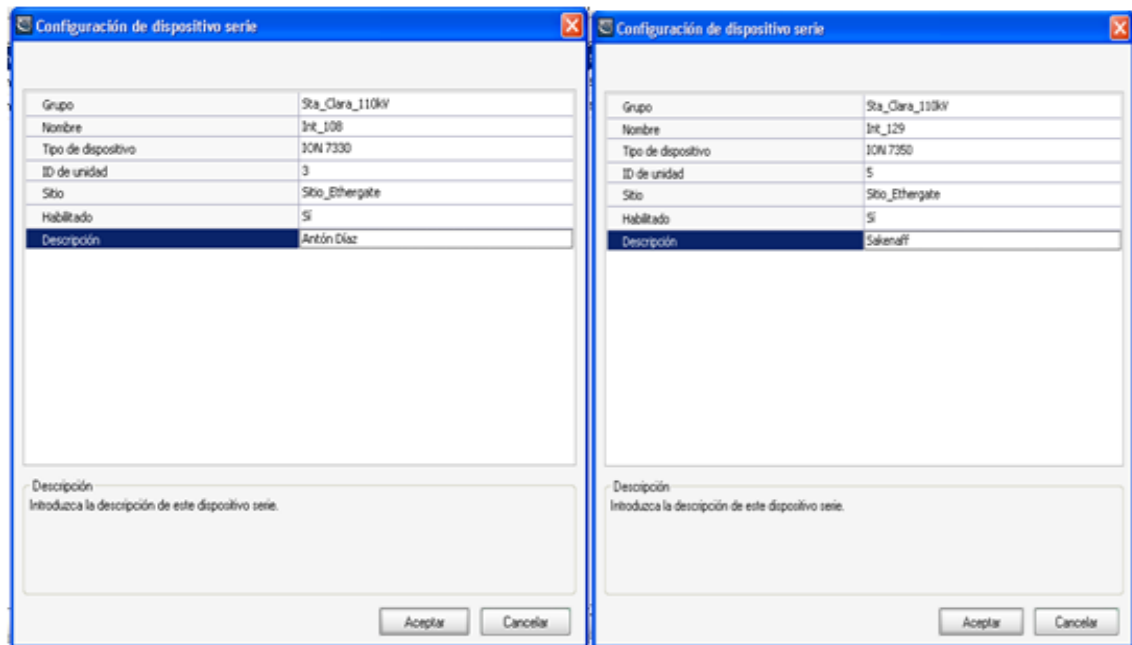 Configuración de dispositivo serie
Grupo Sta_Clara_110kV
Nombre Int_108
Tipo de dispositivo ION 7330
ID de unidad 3
Sitio Sitio_Ethergate
Habilitado Sí
Descripción Antón Díaz
Descripción
Introduzca la descripción de este dispositivo serie.
Aceptar Cancelar
Configuración de dispositivo serie
Grupo Sta_Clara_110kV
Nombre Int_129
Tipo de dispositivo ION 7350
ID de unidad 5
Sitio Sitio_Ethergate
Habilitado Sí
Descripción Sakenaff
Descripción
Introduzca la descripción de este dispositivo serie.
Aceptar Cancelar